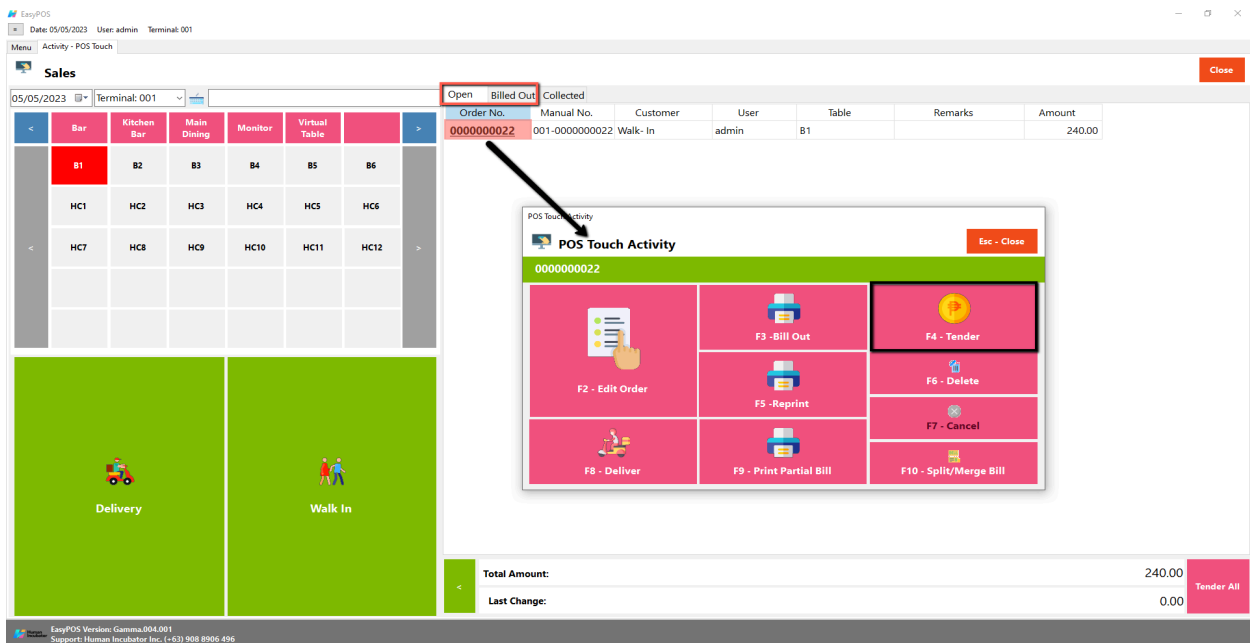 EasyPOS
Date: 05/05/2023 User: admin Terminal: 001
Menu Activity - POS Touch
Sales
Close
05/05/2023 Terminal: 001
Open Billed Out Collected
Order No. Manual No. Customer User Table Remarks Amount
0000000022 001-0000000022 Walk- In admin B1 240.00
< Bar Kitchen Bar Main Dining Monitor Virtual Table >
B1 B2 B3 B4 B5 B6
HC1 HC2 HC3 HC4 HC5 HC6
< HC7 HC8 HC9 HC10 HC11 HC12 >
POS Touch Activity
POS Touch Activity
Esc - Close
0000000022
F2 - Edit Order
F3 -Bill Out
F4 - Tender
F5 -Reprint
F6 - Delete
F7 - Cancel
F8 - Deliver
F9 - Print Partial Bill
F10 - Split/Merge Bill
Delivery
Walk In
<
Total Amount: 240.00
Last Change: 0.00
Tender All
Human Incubator
EasyPOS Version: Gamma.004.001
Support: Human Incubator Inc. (+63) 908 8906 496